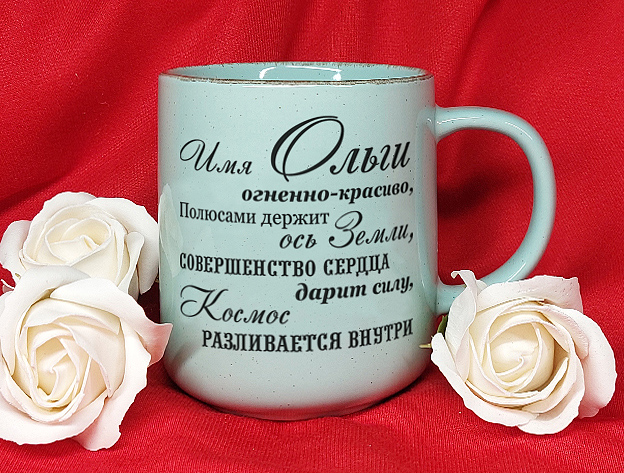 Имя Ольги
огненно-красиво,
Полюсами держит
ось Земли,
СОВЕРШЕНСТВО СЕРДЦА
дарит силу,
Космос
РАЗЛИВАЕТСЯ ВНУТРИ